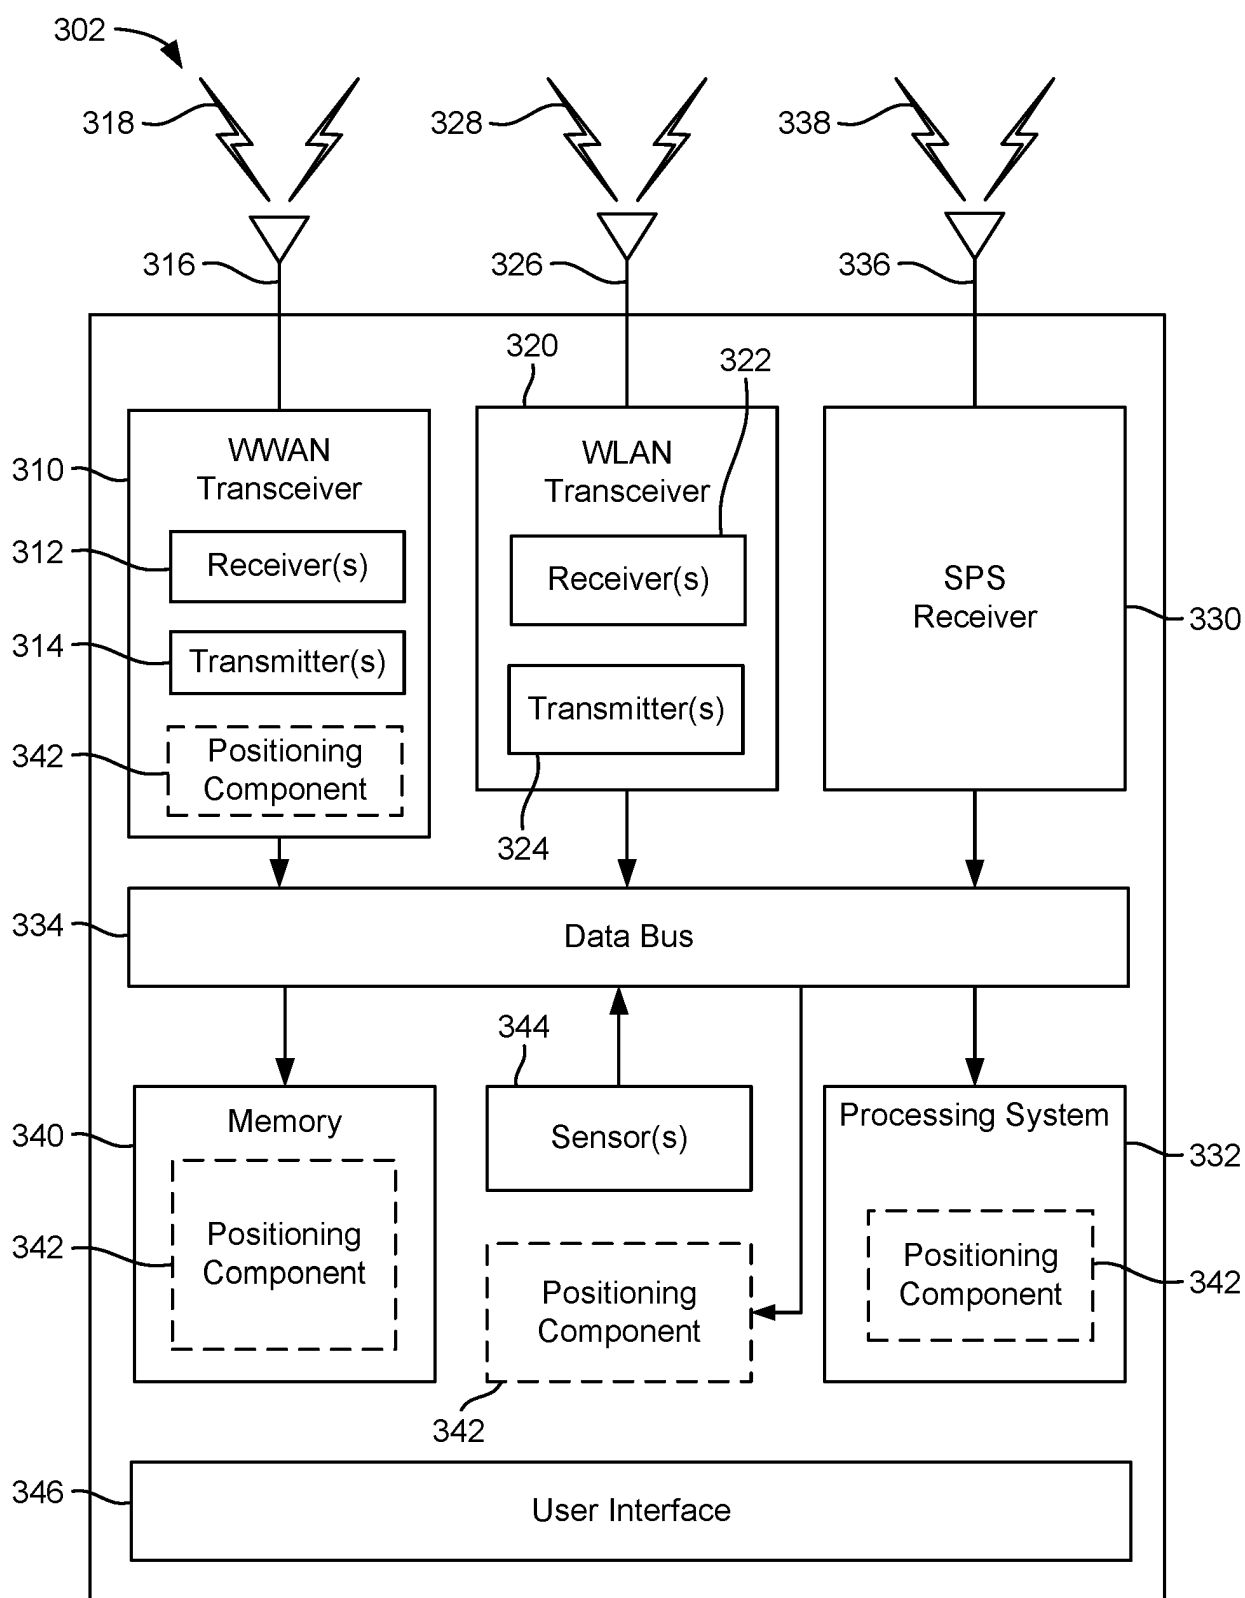 302
318
328
338
316
326
336
320
322
WWAN
Transceiver
WLAN
Transceiver
310
312
Receiver(s)
Receiver(s)
SPS
Receiver
330
314
Transmitter(s)
Transmitter(s)
342
Positioning
Component
324
334
Data Bus
344
Memory
Processing System
340
Sensor(s)
332
342
Positioning
Component
Positioning
Component
Positioning
Component
342
342
346
User Interface